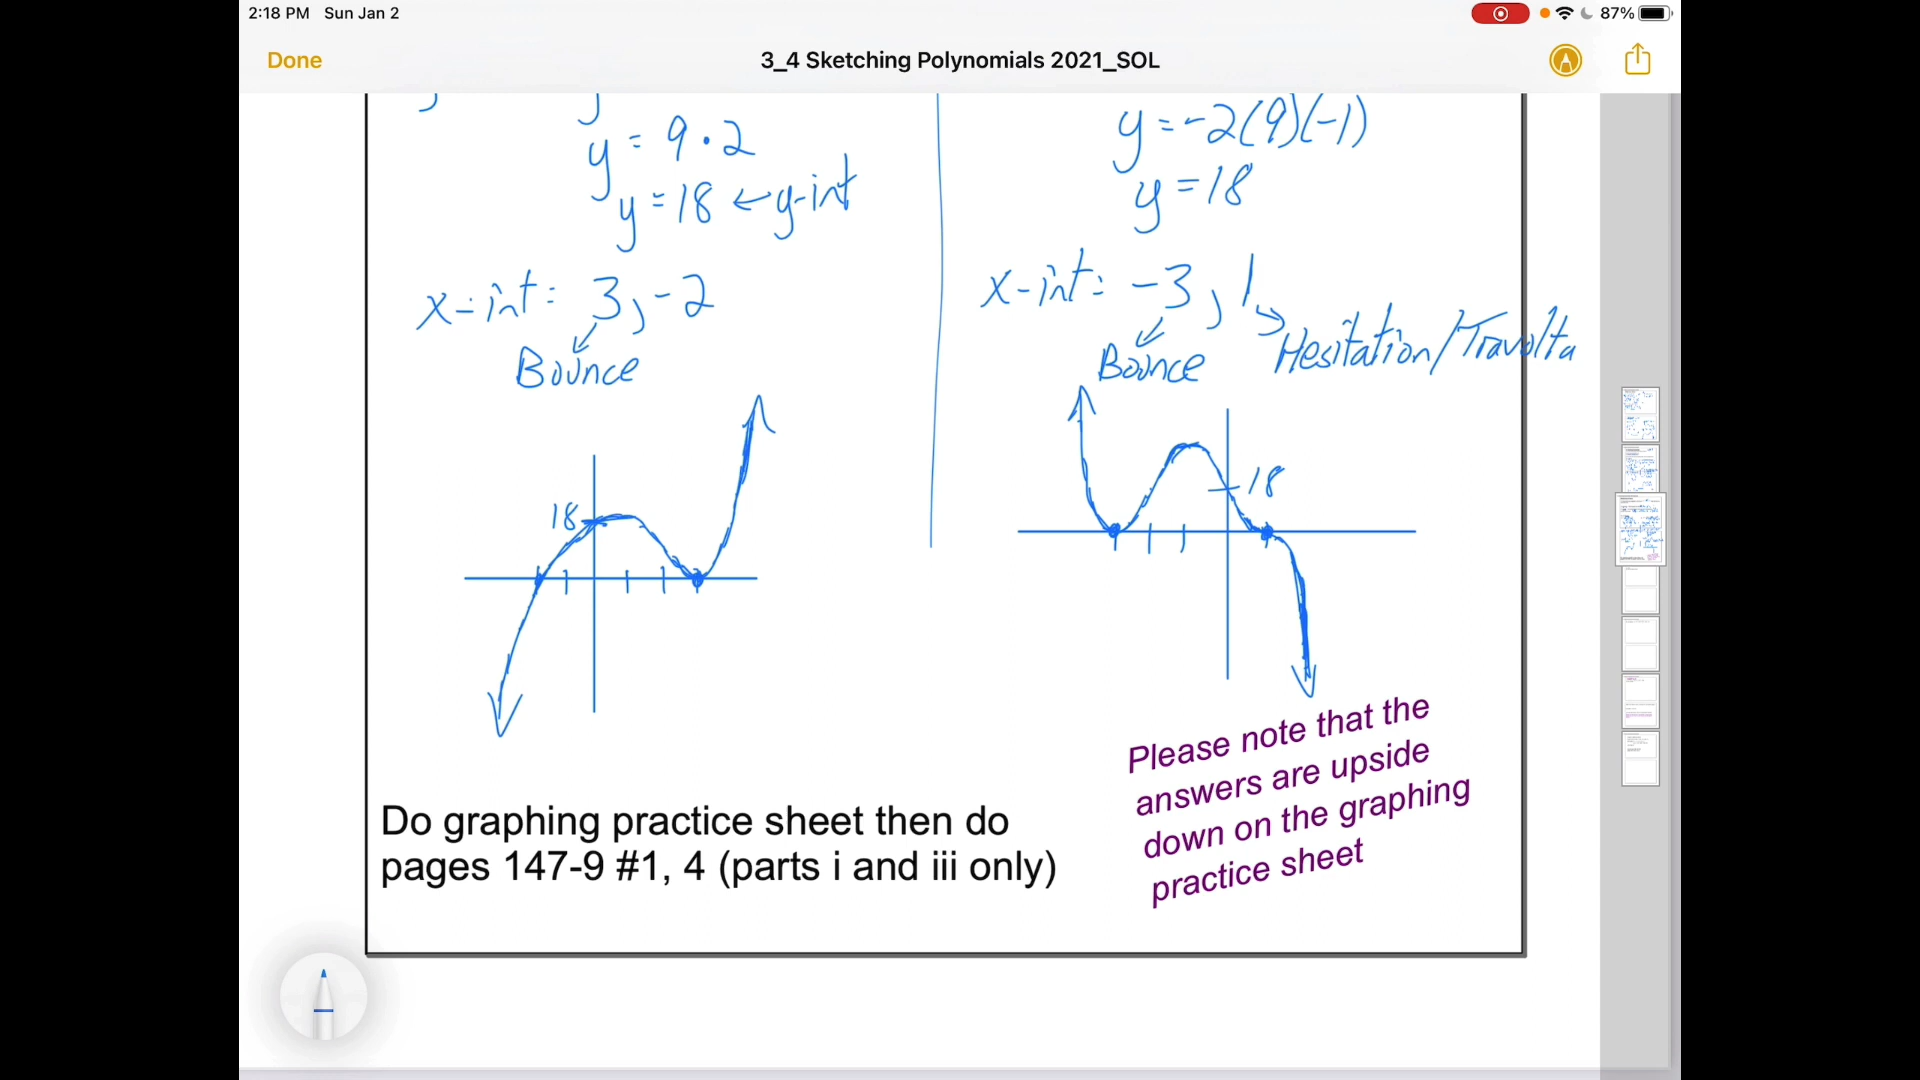 2:18 PM Sun Jan 2
87%
Done
3_4 Sketching Polynomials 2021_SOL
y = 9 · 2
y = 18 ← y-int
x-int: 3, -2
Bounce
18
y = -2(9)(-1)
y = 18
x-int: -3, 1
Bounce
Hesitation/Travolta
18
Do graphing practice sheet then do
pages 147-9 #1, 4 (parts i and iii only)
Please note that the
answers are upside
down on the graphing
practice sheet